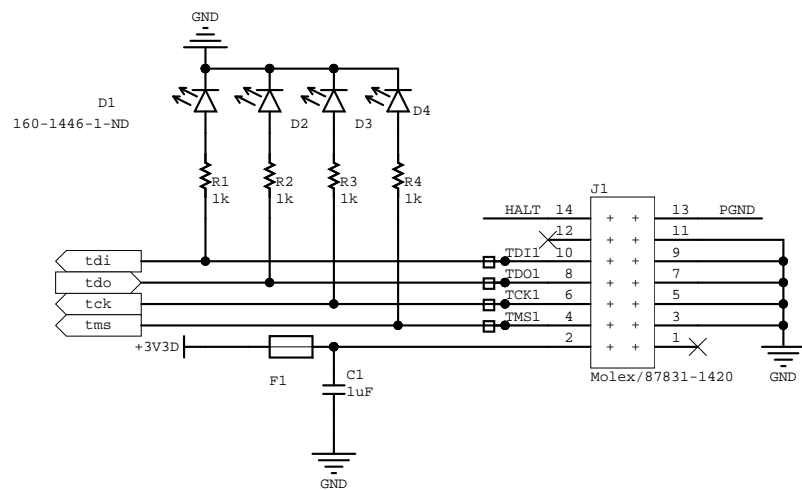 GND
D1
160-1446-1-ND
D2
D3
D4
R1
1k
R2
1k
R3
1k
R4
1k
J1
HALT 14
13 PGND
12
11
tdi
TDI1 10
9
tdo
TDO1 8
7
tck
TCK1 6
5
tms
TMS1 4
3
+3V3D
2
1
F1
C1
1uF
Molex/87831-1420
GND
GND